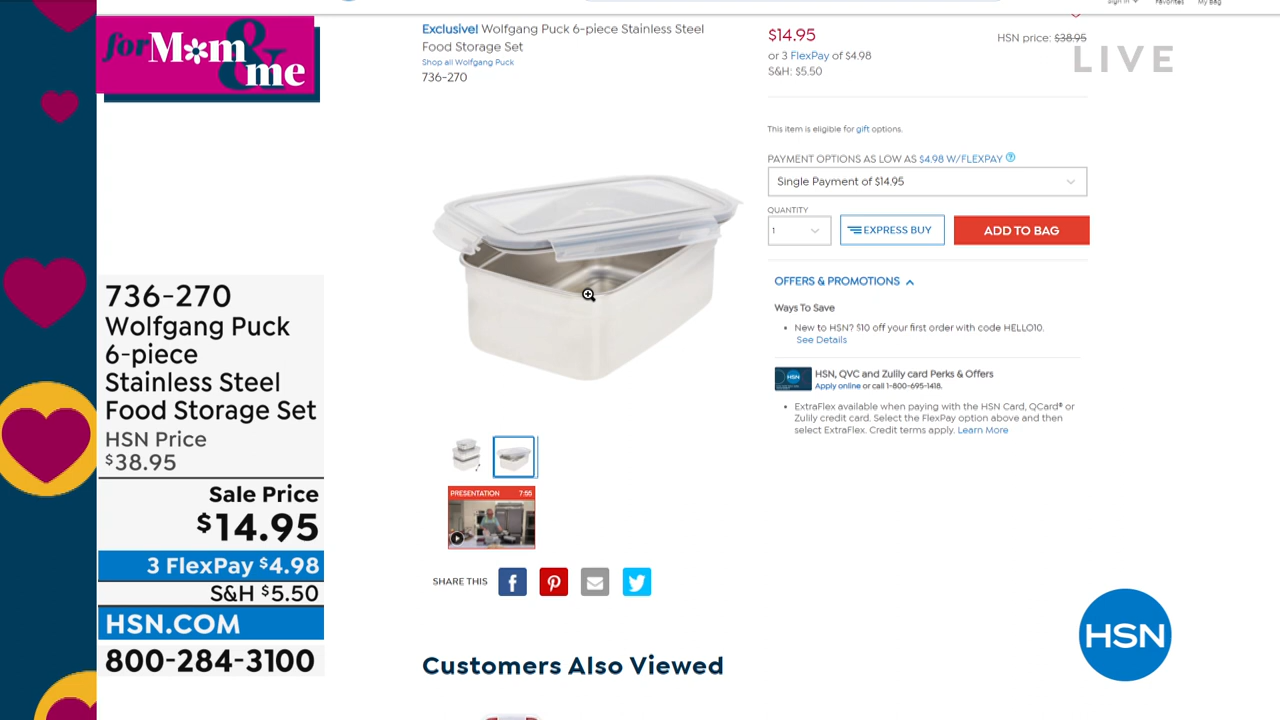 Sign in
Favorites
My Bag
for Mom
& me
Exclusive! Wolfgang Puck 6-piece Stainless Steel
Food Storage Set
Shop all Wolfgang Puck
736-270
$14.95
HSN price: $38.95
or 3 FlexPay of $4.98
S&H: $5.50
LIVE
This item is eligible for gift options.
PAYMENT OPTIONS AS LOW AS $4.98 W/FLEXPAY ?
Single Payment of $14.95
QUANTITY
1
EXPRESS BUY
ADD TO BAG
OFFERS & PROMOTIONS
Ways To Save
• New to HSN? $10 off your first order with code HELLO10.
See Details
HSN
HSN, QVC and Zulily card Perks & Offers
Apply online or call 1-800-695-1418.
• ExtraFlex available when paying with the HSN Card, QCard® or
Zulily credit card. Select the FlexPay option above and then
select ExtraFlex. Credit terms apply. Learn More
736-270
Wolfgang Puck
6-piece
Stainless Steel
Food Storage Set
HSN Price
$38.95
Sale Price
$14.95
3 FlexPay $4.98
S&H $5.50
HSN.COM
800-284-3100
PRESENTATION 7:56
SHARE THIS
Customers Also Viewed
HSN